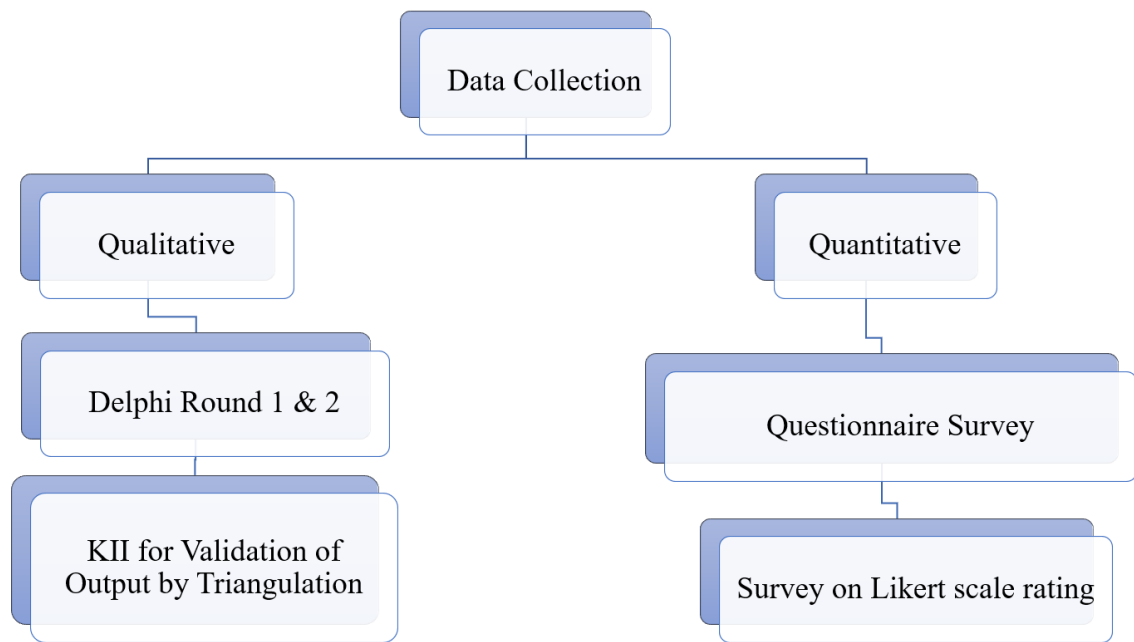 Data Collection
Qualitative
Quantitative
Delphi Round 1 & 2
Questionnaire Survey
KII for Validation of
Output by Triangulation
Survey on Likert scale rating